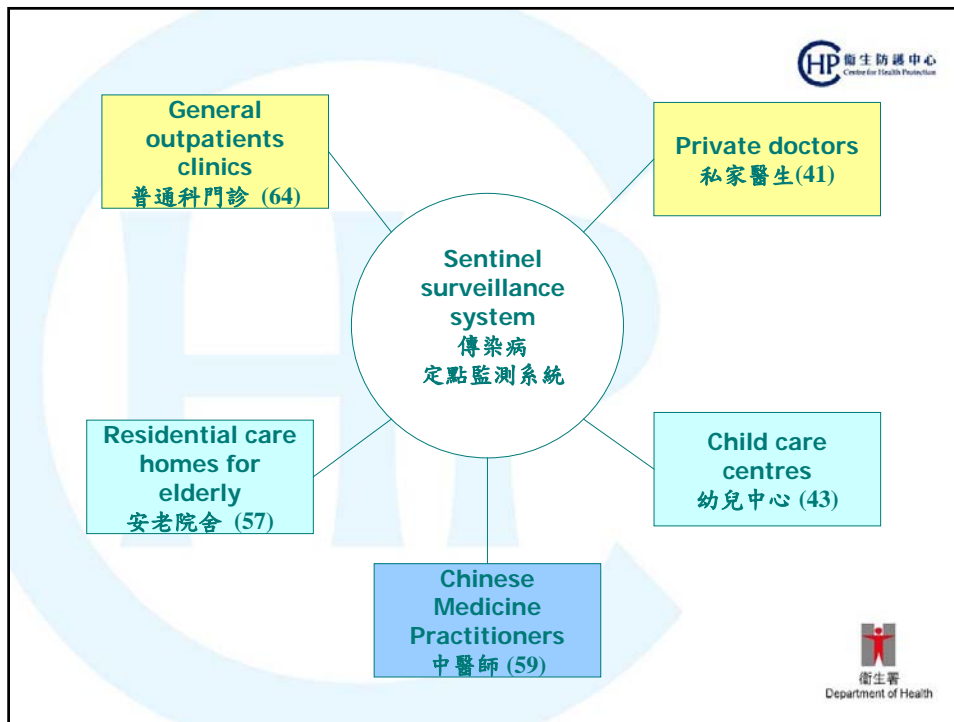 衞生防護中心
Centre for Health Protection
General
outpatients
clinics
普通科門診 (64)
Private doctors
私家醫生(41)
Sentinel
surveillance
system
傳染病
定點監測系統
Residential care
homes for
elderly
安老院舍 (57)
Child care
centres
幼兒中心 (43)
Chinese
Medicine
Practitioners
中醫師 (59)
衞生署
Department of Health